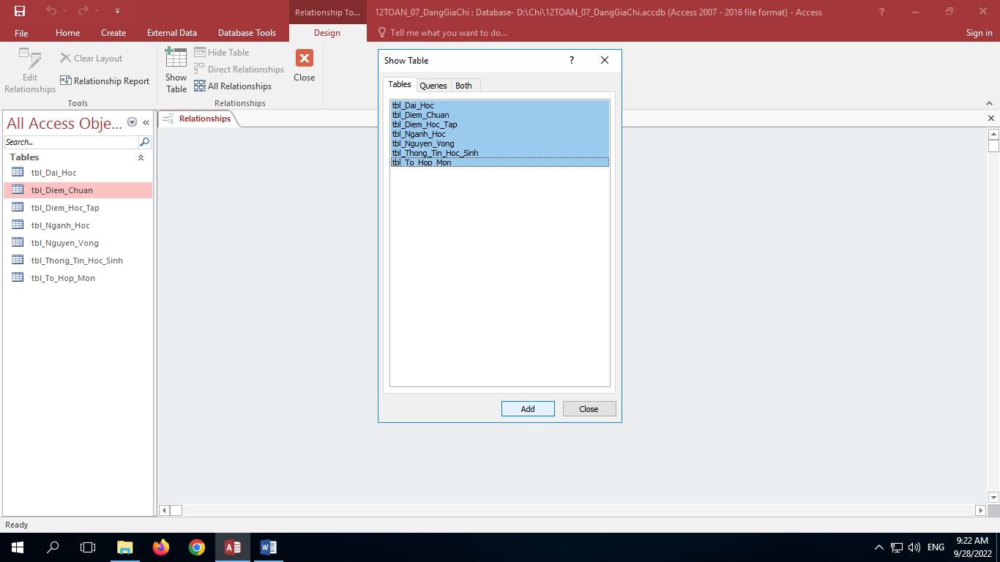 Relationship To...
12TOAN_07_DangGiaChi : Database- D:\Chi\12TOAN_07_DangGiaChi.accdb (Access 2007 - 2016 file format) - Access
?
File
Home
Create
External Data
Database Tools
Design
Tell me what you want to do...
Sign in
Edit
Relationships
Clear Layout
Relationship Report
Tools
Show
Table
Hide Table
Direct Relationships
All Relationships
Relationships
Close
All Access Obje...
Search...
Tables
tbl_Dai_Hoc
tbl_Diem_Chuan
tbl_Diem_Hoc_Tap
tbl_Nganh_Hoc
tbl_Nguyen_Vong
tbl_Thong_Tin_Hoc_Sinh
tbl_To_Hop_Mon
Relationships
Show Table
?
Tables
Queries
Both
tbl_Dai_Hoc
tbl_Diem_Chuan
tbl_Diem_Hoc_Tap
tbl_Nganh_Hoc
tbl_Nguyen_Vong
tbl_Thong_Tin_Hoc_Sinh
tbl_To_Hop_Mon
Add
Close
Ready
ENG
9:22 AM
9/28/2022